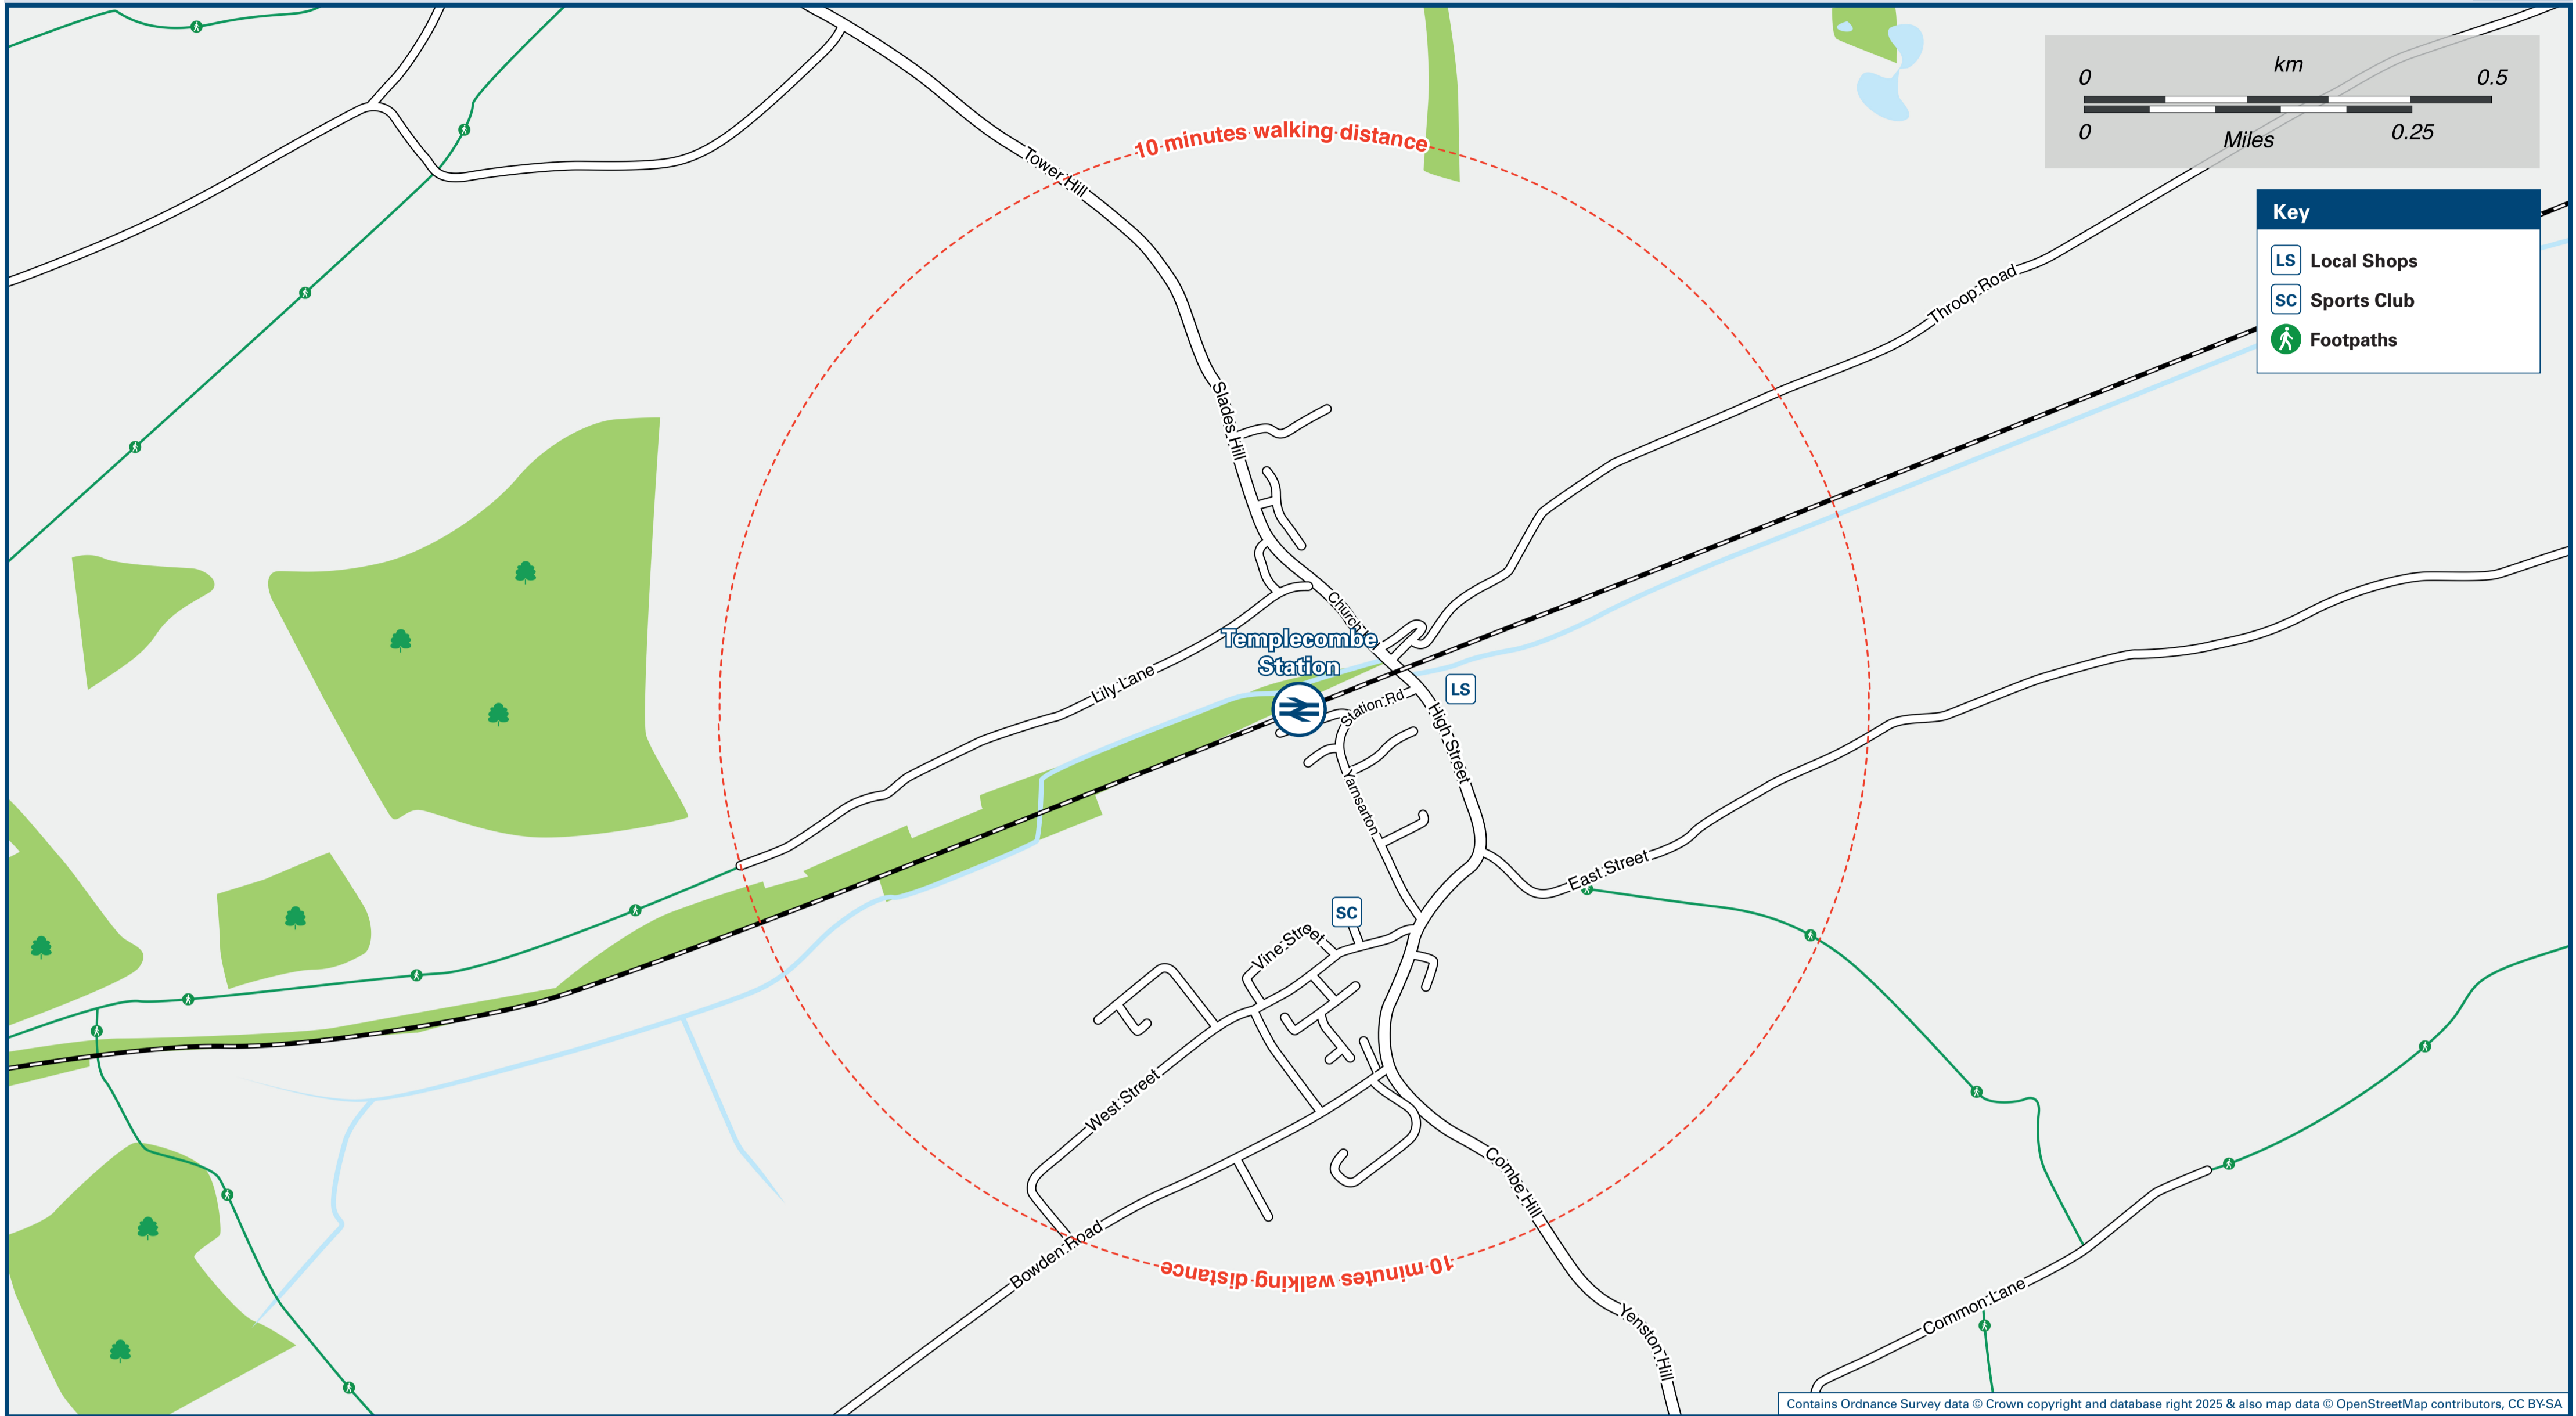 km
0
0.5
0
Miles
0.25
Key
LS Local Shops
SC Sports Club
Footpaths
10 minutes walking distance
Tower Hill
Throop Road
Slades Hill
Church
Templecombe
Station
Lily Lane
Station Rd
LS
High Street
Yarnsarton
East Street
SC
Vine Street
West Street
Combe Hill
Bowden Road
10 minutes walking distance
Yenston Hill
Common Lane
Contains Ordnance Survey data © Crown copyright and database right 2025 & also map data © OpenStreetMap contributors, CC BY-SA